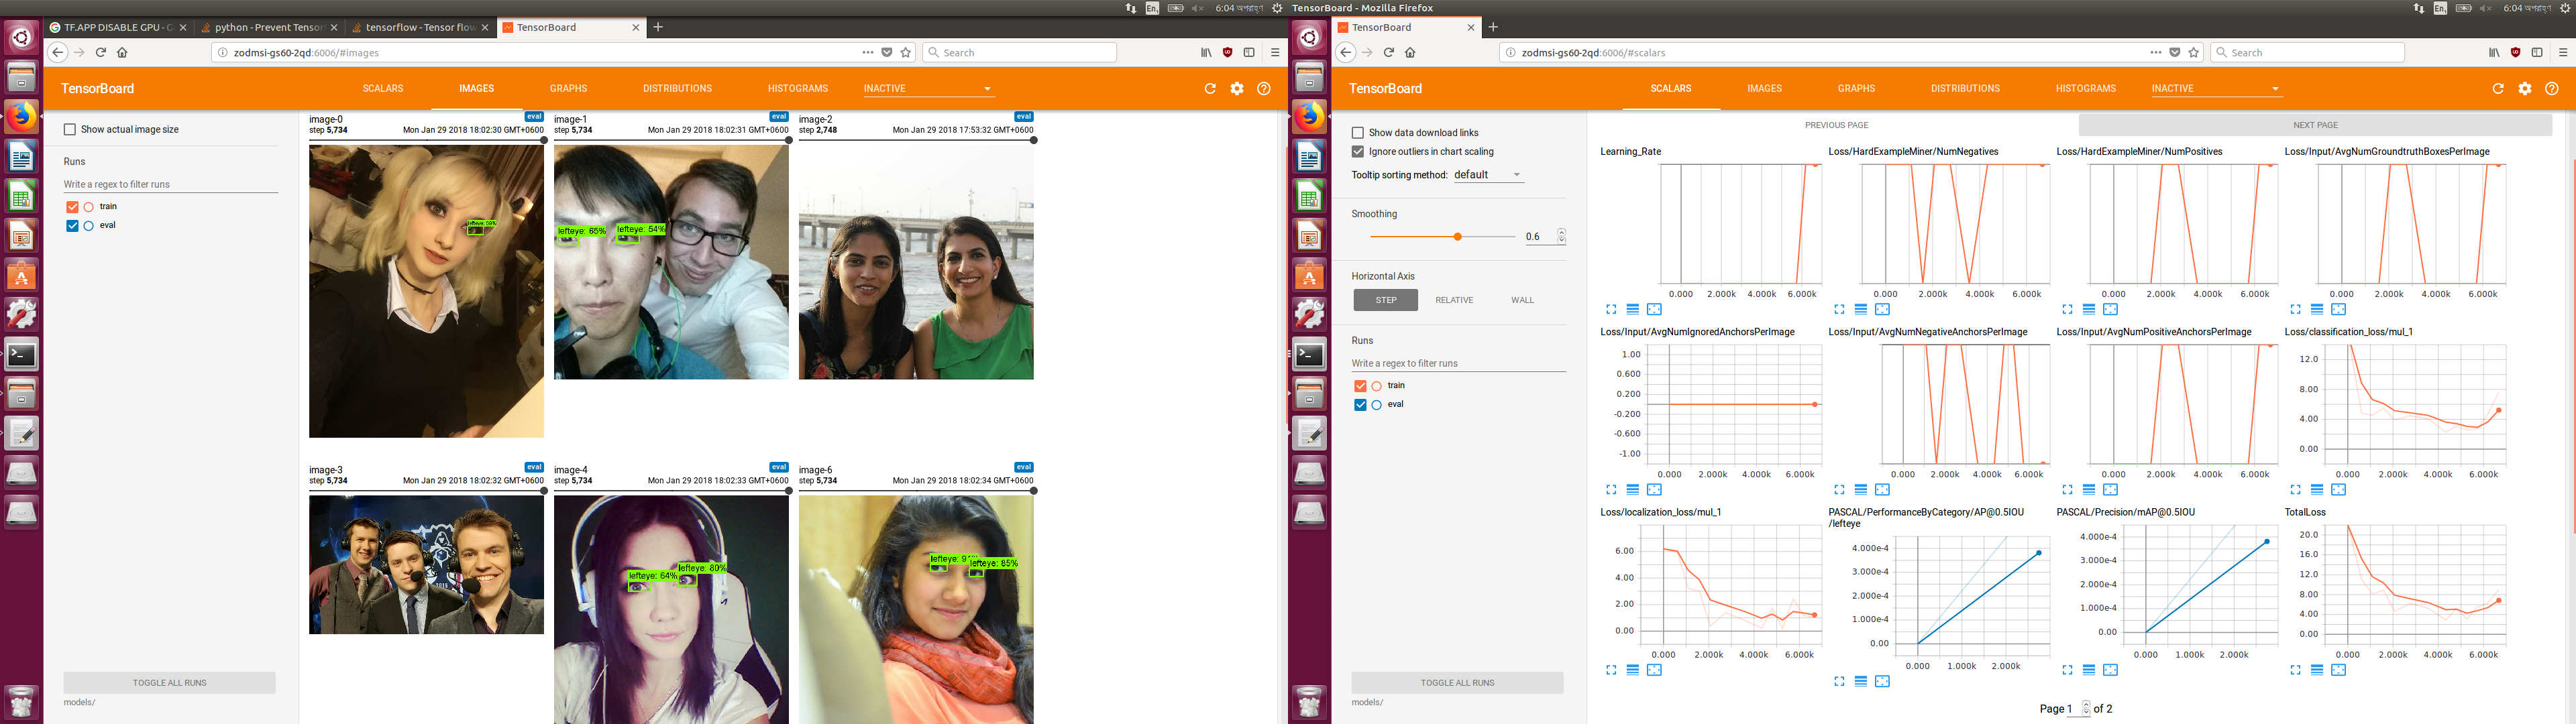 En 6:04 অপরাহ্ণ
TensorBoard - Mozilla Firefox
En 6:04 অপরাহ্ণ
TF.APP DISABLE GPU - G
python - Prevent Tensor
tensorflow - Tensor flow
TensorBoard
zodmsi-gs60-2qd:6006/#images
Search
TensorBoard
SCALARS IMAGES GRAPHS DISTRIBUTIONS HISTOGRAMS INACTIVE
Show actual image size
Runs
Write a regex to filter runs
train
eval
TOGGLE ALL RUNS
models/
image-0 eval
step 5,734 Mon Jan 29 2018 18:02:30 GMT+0600
lefteye: 59%
image-1 eval
step 5,734 Mon Jan 29 2018 18:02:31 GMT+0600
lefteye: 65%
lefteye: 54%
image-2 eval
step 2,748 Mon Jan 29 2018 17:53:32 GMT+0600
image-3 eval
step 5,734 Mon Jan 29 2018 18:02:32 GMT+0600
image-4 eval
step 5,734 Mon Jan 29 2018 18:02:33 GMT+0600
lefteye: 64%
lefteye: 80%
image-6 eval
step 5,734 Mon Jan 29 2018 18:02:34 GMT+0600
lefteye: 9
lefteye: 85%
TensorBoard
zodmsi-gs60-2qd:6006/#scalars
Search
TensorBoard
SCALARS IMAGES GRAPHS DISTRIBUTIONS HISTOGRAMS INACTIVE
Show data download links
Ignore outliers in chart scaling
Tooltip sorting method: default
Smoothing
0.6
Horizontal Axis
STEP RELATIVE WALL
Runs
Write a regex to filter runs
train
eval
TOGGLE ALL RUNS
models/
PREVIOUS PAGE NEXT PAGE
Learning_Rate
0.000 2.000k 4.000k 6.000k
Loss/HardExampleMiner/NumNegatives
0.000 2.000k 4.000k
Loss/HardExampleMiner/NumPositives
0.000 2.000k 4.000k 6.000k
Loss/Input/AvgNumGroundtruthBoxesPerImage
0.000 2.000k 4.000k 6.000k
Loss/Input/AvgNumIgnoredAnchorsPerImage
1.00
0.600
0.200
-0.200
-0.600
-1.00
0.000 2.000k 4.000k 6.000k
Loss/Input/AvgNumNegativeAnchorsPerImage
0.000 2.000k 4.000k 6.000k
Loss/Input/AvgNumPositiveAnchorsPerImage
0.000 2.000k 4.000k 6.000k
Loss/classification_loss/mul_1
12.0
8.00
4.00
0.00
0.000 2.000k 4.000k 6.000k
Loss/localization_loss/mul_1
6.00
4.00
2.00
0.00
0.000 2.000k 4.000k 6.000k
PASCAL/PerformanceByCategory/AP@0.5IOU
/lefteye
4.000e-4
3.000e-4
2.000e-4
1.000e-4
0.00
0.000 1.000k 2.000k
PASCAL/Precision/mAP@0.5IOU
4.000e-4
3.000e-4
2.000e-4
1.000e-4
0.00
0.000 1.000k 2.000k
TotalLoss
20.0
16.0
12.0
8.00
4.00
0.00
0.000 2.000k 4.000k 6.000k
Page 1 of 2